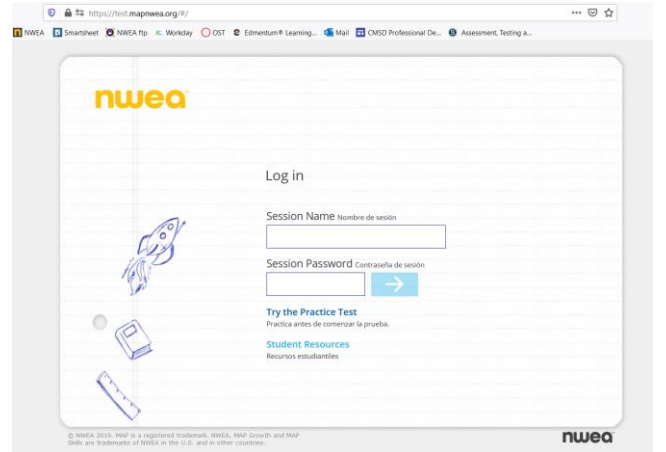 https://test.mapnwea.org/#/
NWEA Smartsheet NWEA ftp Workday OST Edmentum® Learning... Mail CMSD Professional De... Assessment, Testing a...
nwea
Log in
Session Name Nombre de sesión
Session Password Contraseña de sesión
Try the Practice Test
Practica antes de comenzar la prueba.
Student Resources
Recursos estudiantiles
© NWEA 2019. MAP is a registered trademark. NWEA, MAP Growth and MAP
Skills are trademarks of NWEA in the U.S. and in other countries.
nwea